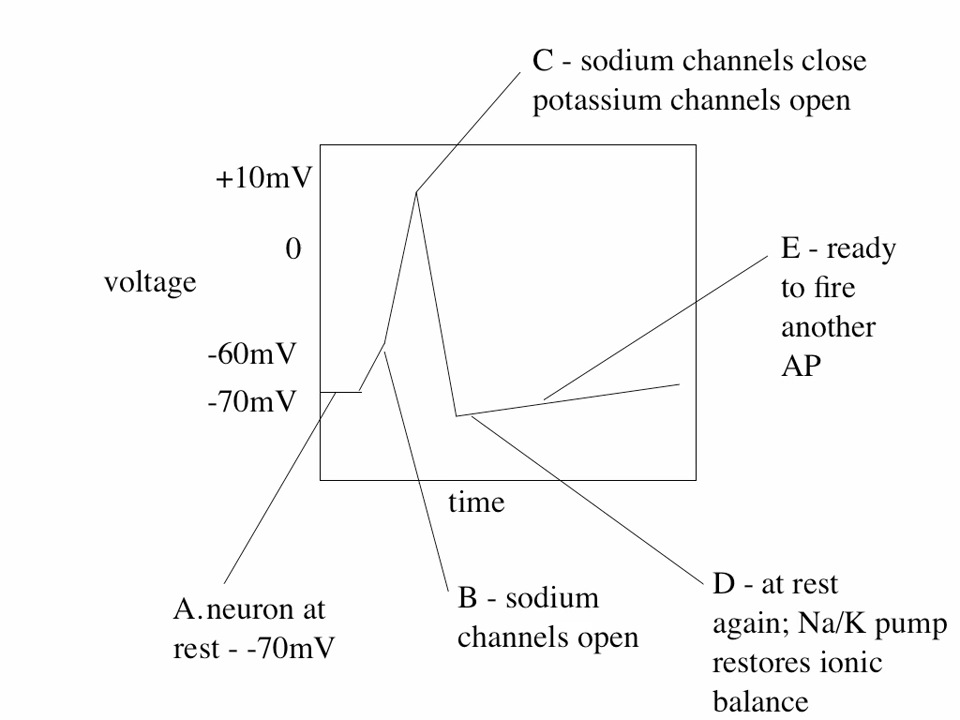 C - sodium channels close
potassium channels open
+10mV
0
voltage
-60mV
-70mV
E - ready
to fire
another
AP
time
A.neuron at
rest - -70mV
B - sodium
channels open
D - at rest
again; Na/K pump
restores ionic
balance